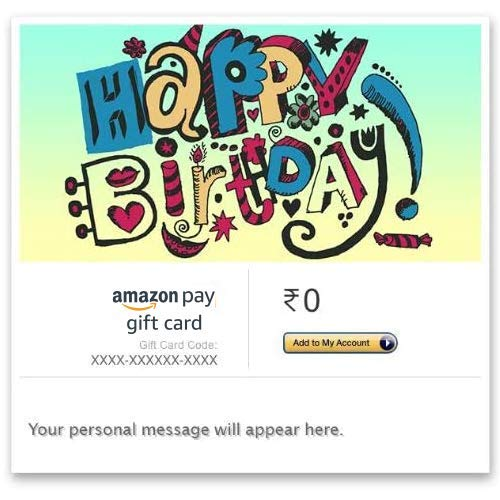 Happy
Birthday!
amazon pay
gift card
Gift Card Code:
XXXX-XXXXXX-XXXX
₹0
Add to My Account
Your personal message will appear here.